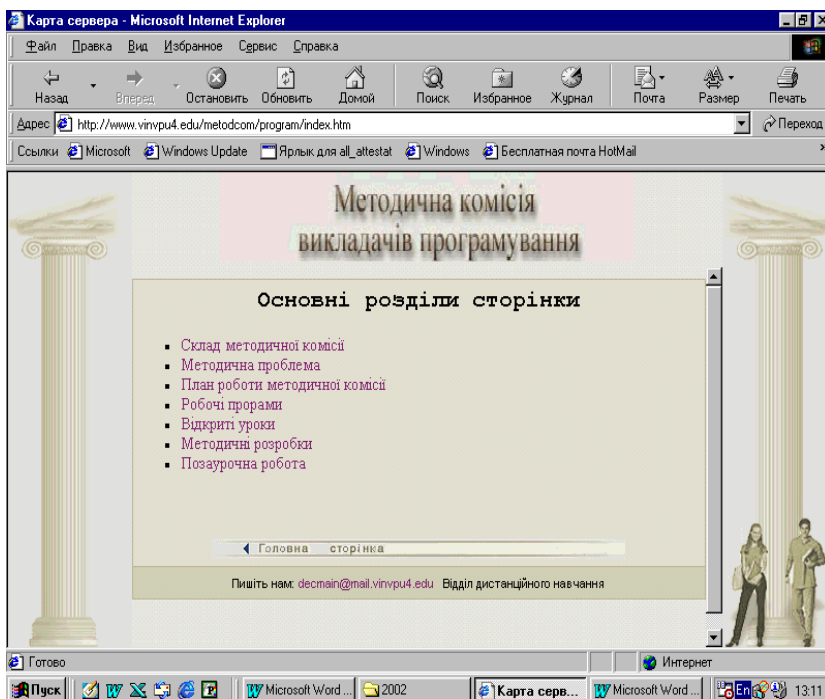 Карта сервера - Microsoft Internet Explorer
Файл Правка Вид Избранное Сервис Справка
Назад Вперед Остановить Обновить Домой Поиск Избранное Журнал Почта Размер Печать
Адрес http://www.vinvpu4.edu/metodcom/program/index.htm Переход
Ссылки Microsoft Windows Update Ярлык для all_attestat Windows Бесплатная почта HotMail »
Методична комісія
викладачів програмування
Основні розділи сторінки
Склад методичної комісії
Методична проблема
План роботи методичної комісії
Робочі прорами
Відкриті уроки
Методичні розробки
Позаурочна робота
Головна сторінка
Пишіть нам: decmain@mail.vinvpu4.edu Відділ дистанційного навчання
Готово Интернет
Пуск Microsoft Word ... 2002 Карта серв... Microsoft Word ... En 13:11